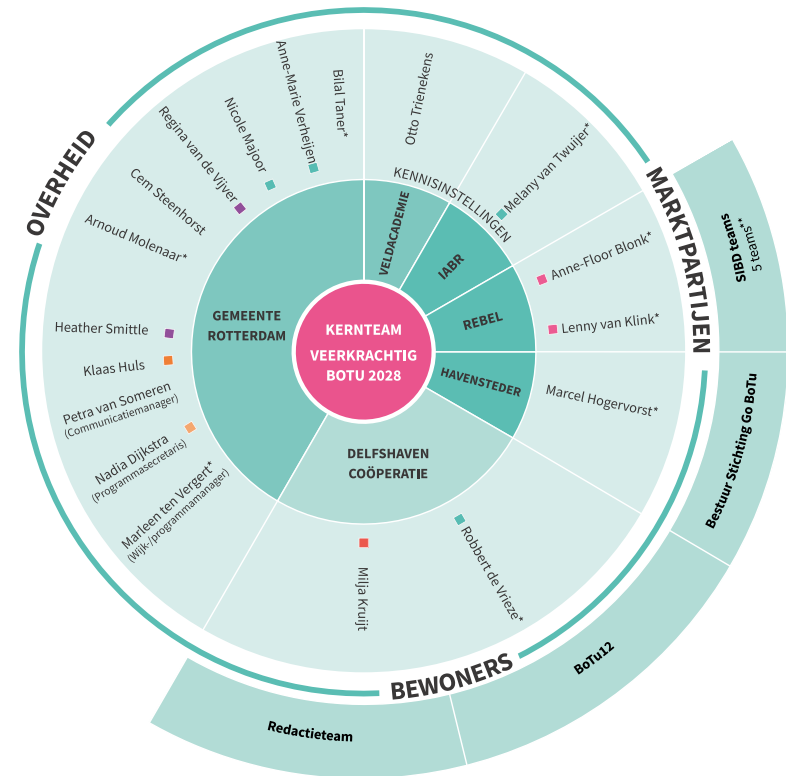 OVERHEID
MARKTPARTIJEN
BEWONERS
KERNTEAM
VEERKRACHTIG
BOTU 2028
GEMEENTE
ROTTERDAM
VELDACADEMIE
KENNISINSTELLINGEN
IABR
REBEL
HAVENSTEDER
DELFSHAVEN
COÖPERATIE
Otto Trienekens
Melany van Twuijer*
Anne-Floor Blonk*
Lenny van Klink*
Marcel Hogervorst*
Robbert de Vrieze*
Milja Kruijt
Marleen ten Vergert*
(Wijk-/programmamanager)
Nadia Dijkstra
(Programmasecretaris)
Petra van Someren
(Communicatiemanager)
Klaas Huls
Heather Smittle
Arnoud Molenaar*
Cem Steenhorst
Regina van de Vijver
Nicole Majoor
Anne-Marie Verheijen
Bilal Taner*
SIBD teams
5 teams**
Bestuur Stichting Go BoTu
BoTu12
Redactieteam